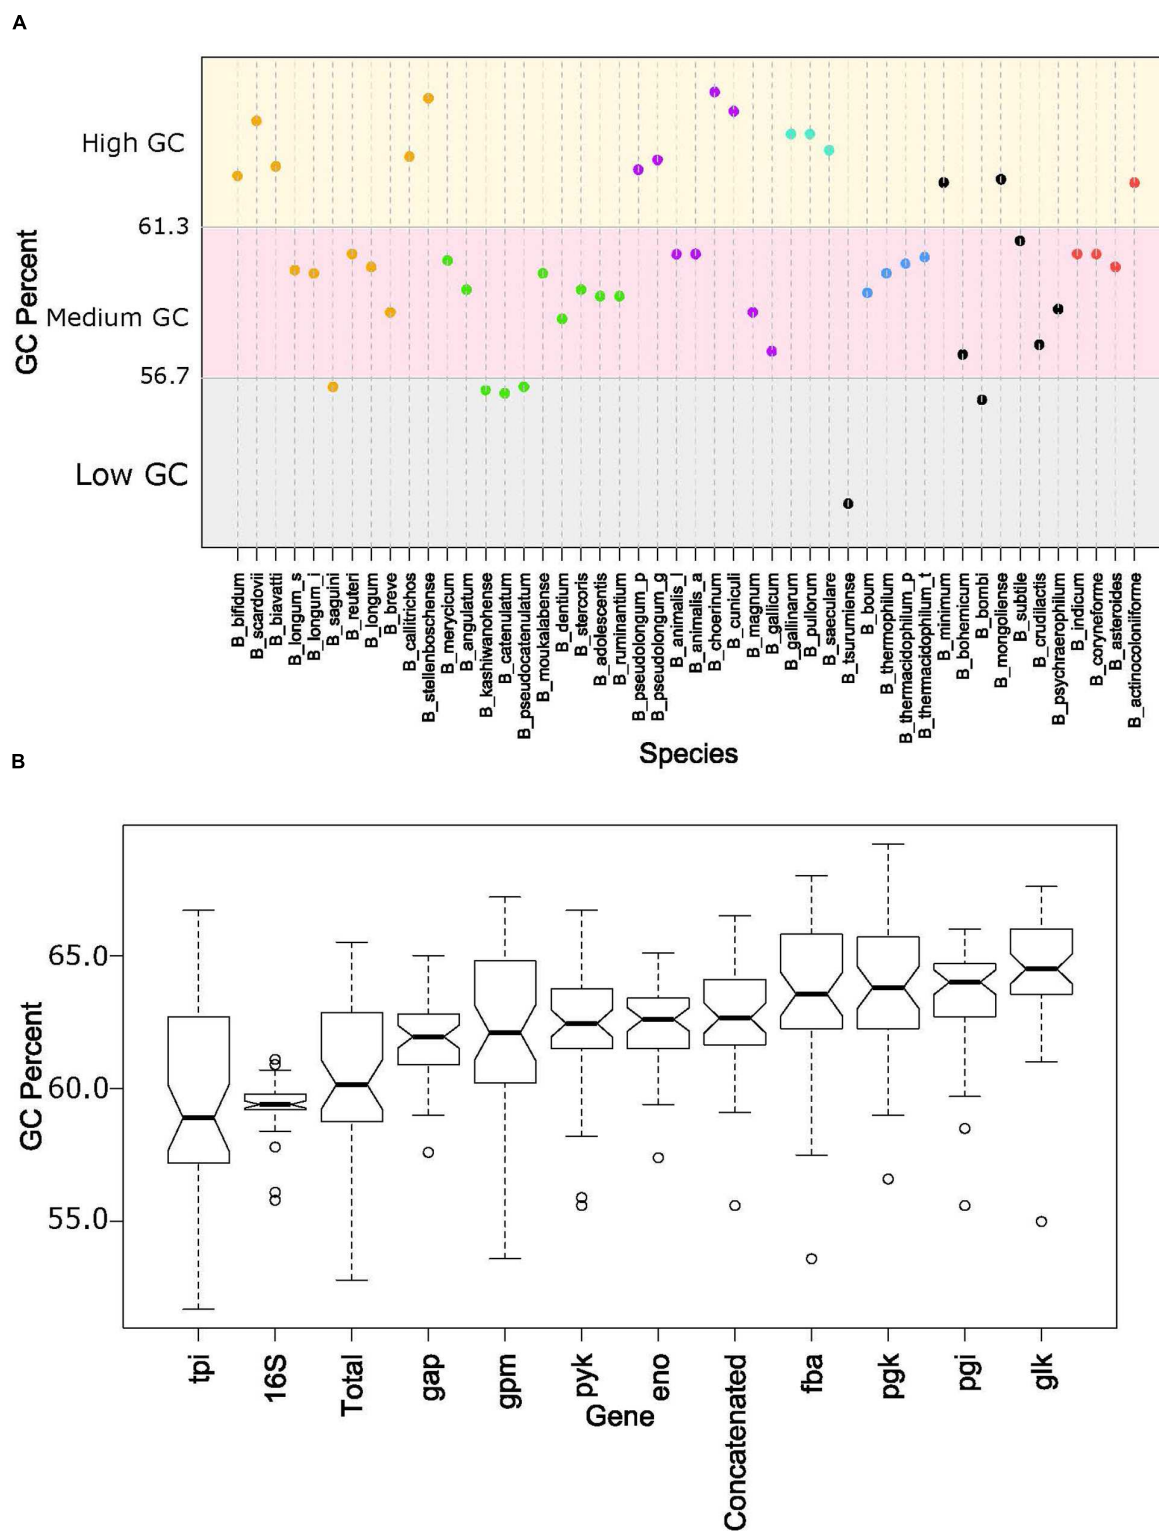 A
High GC
61.3
GC Percent
Medium GC
56.7
Low GC
B_bifidum
B_scardovii
B_biavatti
B_longum_s
B_longum_i
B_saguini
B_reuteri
B_longum
B_breve
B_callitrichos
B_stellenboschense
B_merycicum
B_angulatum
B_kashiwanohense
B_catenulatum
B_pseudocatenulatum
B_moukalabense
B_dentium
B_stercoris
B_adolescentis
B_ruminantium
B_pseudolongum_p
B_pseudolongum_g
B_animalis_l
B_animalis_a
B_choerinum
B_cuniculi
B_magnum
B_gallicum
B_gallinarum
B_pullorum
B_saeculare
B_tsurumiense
B_boum
B_thermophilum
B_thermacidophilum_p
B_thermacidophilum_t
B_minimum
B_bohemicum
B_bombi
B_mongoliense
B_subtile
B_crudilactis
B_psychraerophilum
B_indicum
B_coryneforme
B_asteroides
B_actinocoloniiforme
Species
B
65.0
60.0
55.0
GC Percent
tpi
16S
Total
gap
gpm
pyk
eno
Concatenated
fba
pgk
pgi
glk
Gene